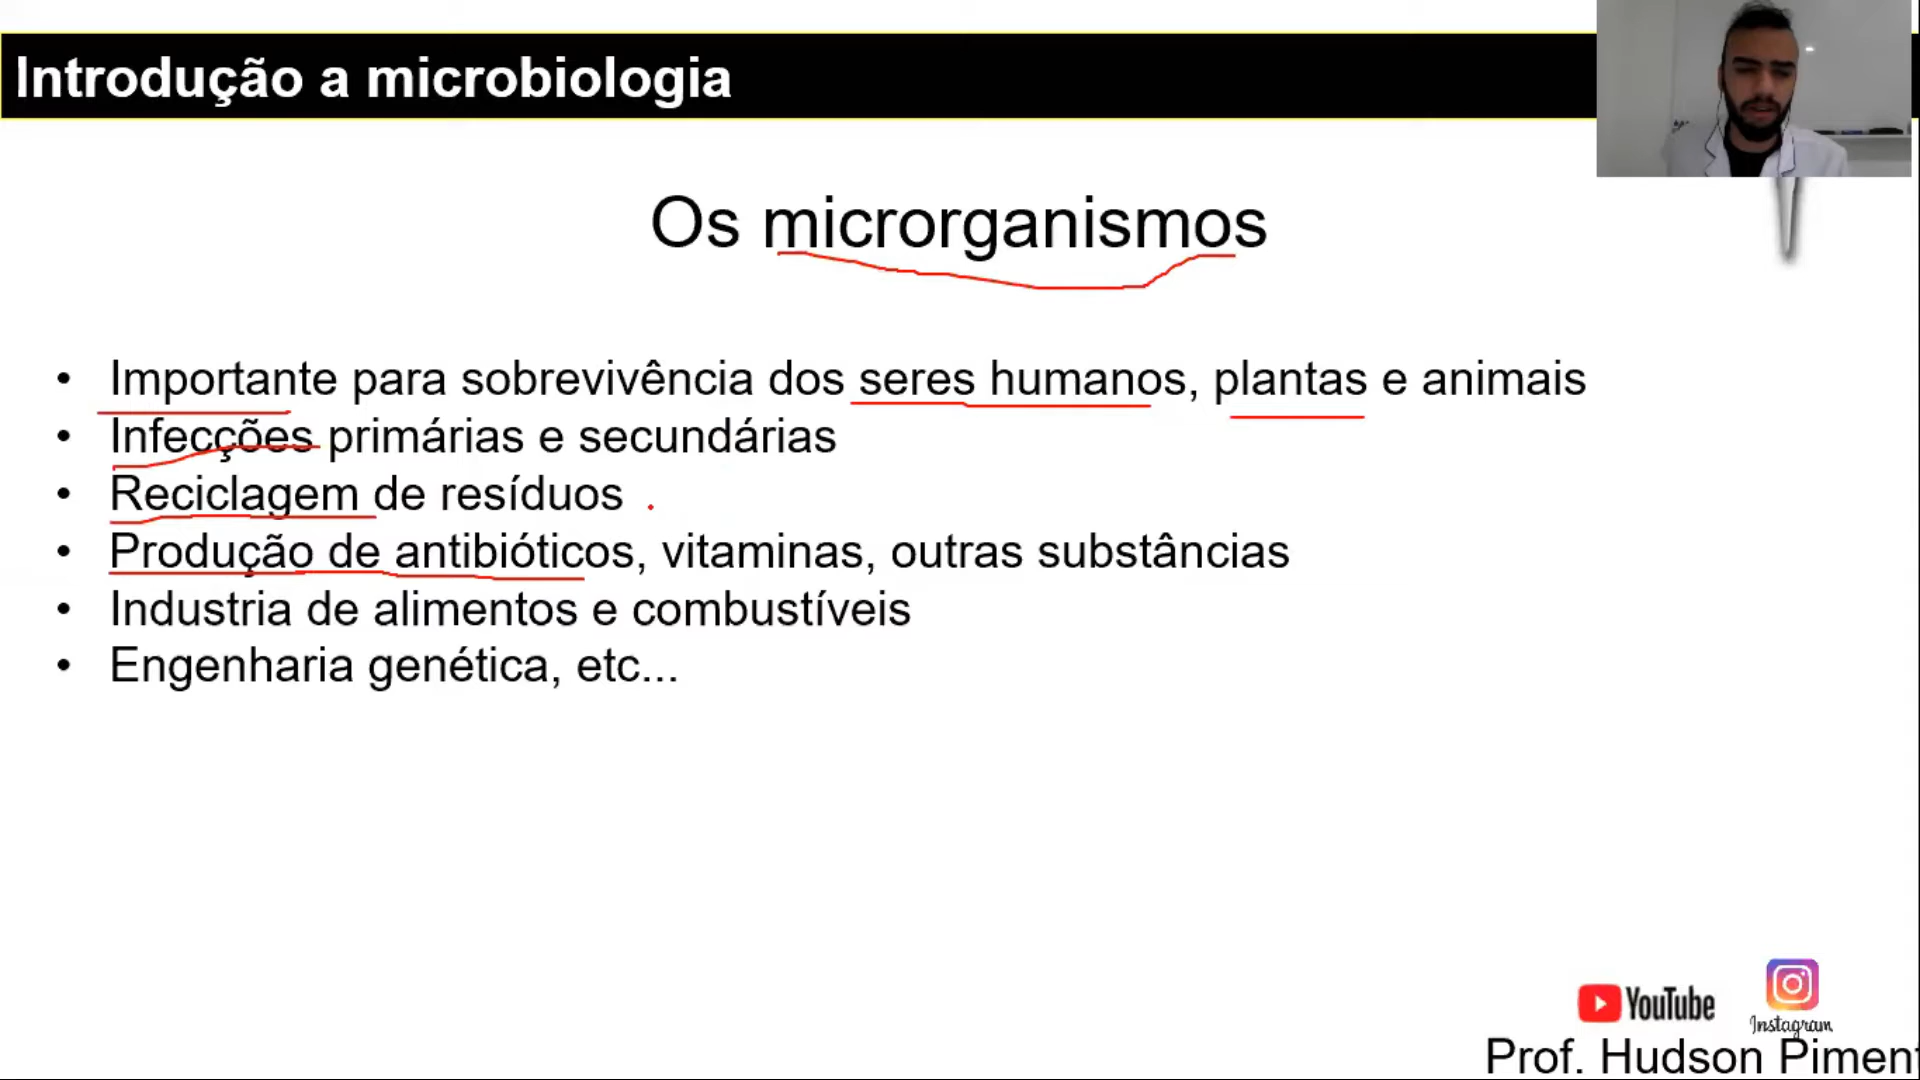 Introdução a microbiologia
Os microrganismos
• Importante para sobrevivência dos seres humanos, plantas e animais
• Infecções primárias e secundárias
• Reciclagem de resíduos
• Produção de antibióticos, vitaminas, outras substâncias
• Industria de alimentos e combustíveis
• Engenharia genética, etc...
YouTube
Instagram
Prof. Hudson Piment